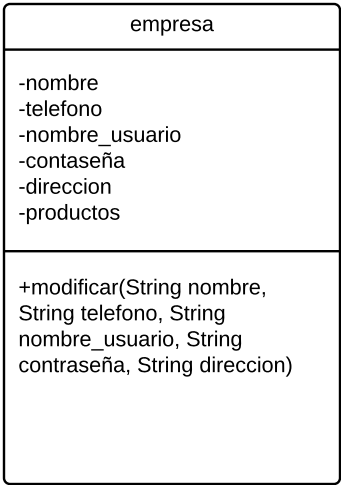 empresa
-nombre
-telefono
-nombre_usuario
-contaseña
-direccion
-productos
+modificar(String nombre,
String telefono, String
nombre_usuario, String
contraseña, String direccion)